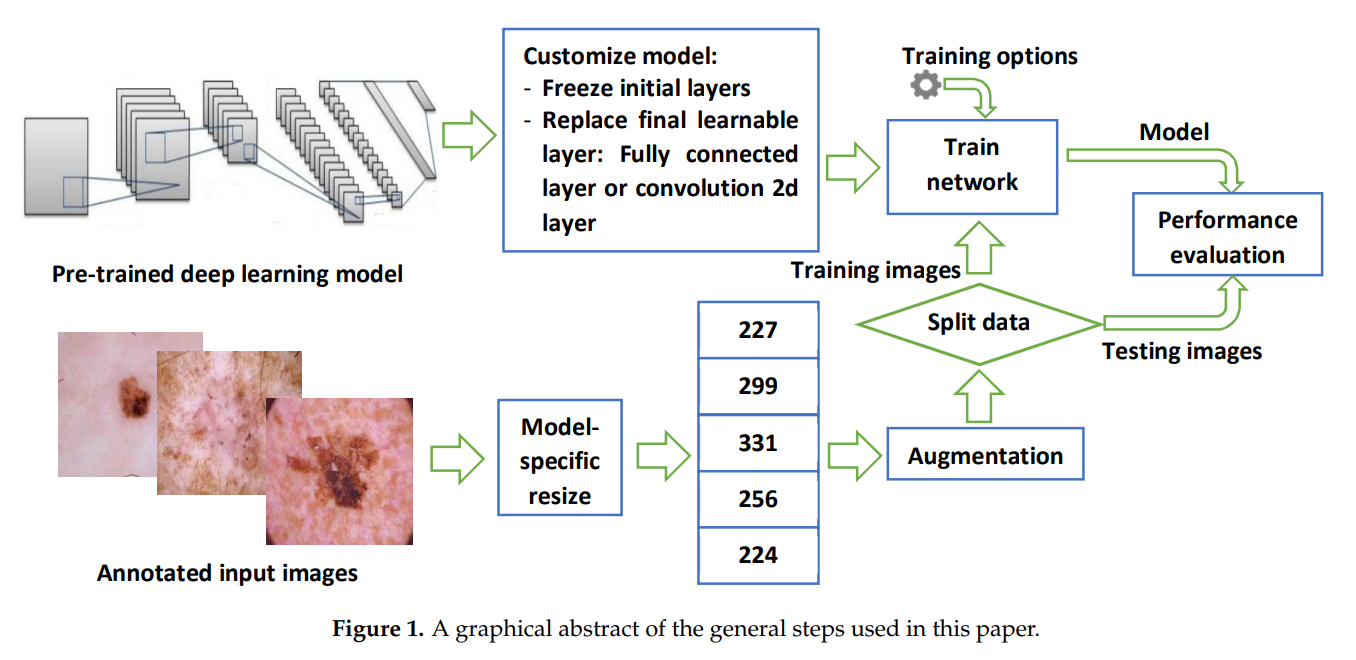 Customize model:
- Freeze initial layers
- Replace final learnable
layer: Fully connected
layer or convolution 2d
layer
Training options
Train
network
Model
Performance
evaluation
Pre-trained deep learning model
Training images
Split data
Testing images
227
299
331
256
224
Model-
specific
resize
Augmentation
Annotated input images
Figure 1. A graphical abstract of the general steps used in this paper.